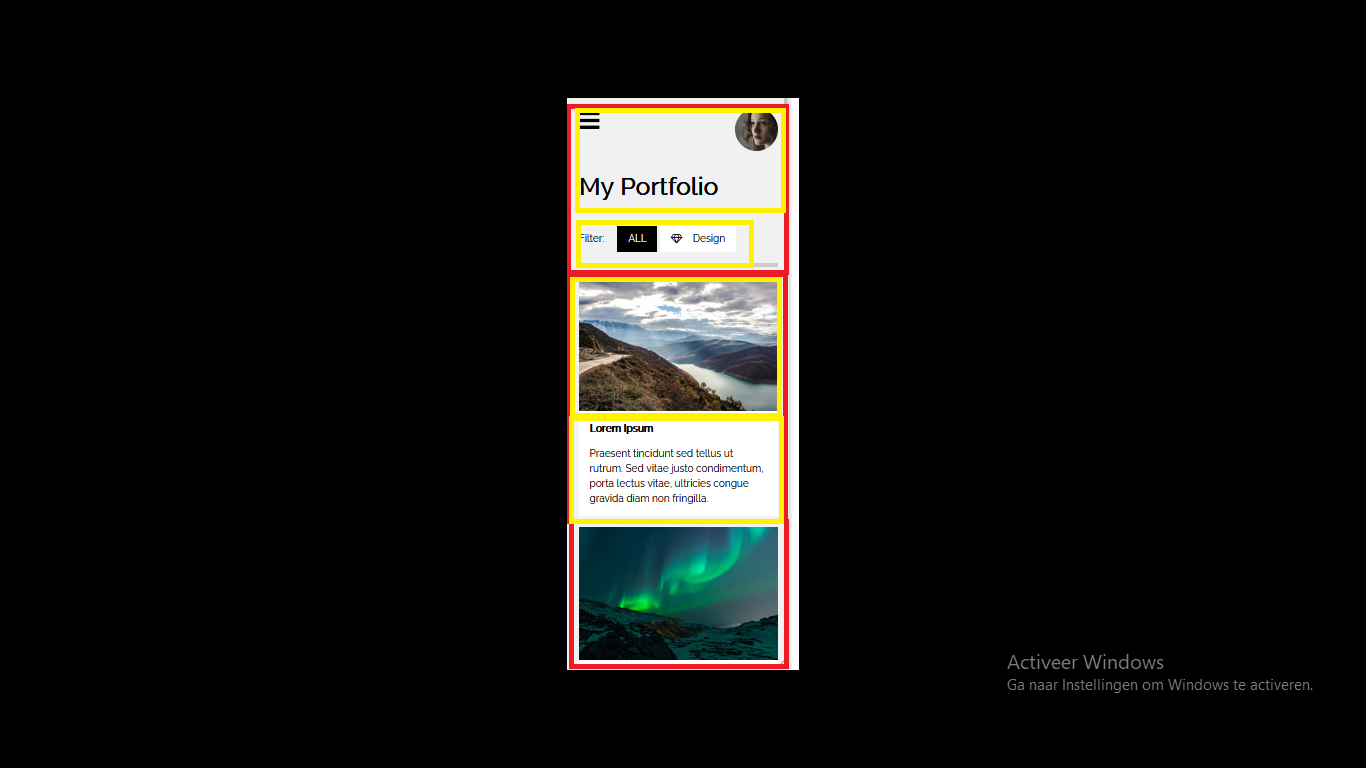 My Portfolio
Filter: ALL Design
Lorem Ipsum
Praesent tincidunt sed tellus ut
rutrum. Sed vitae justo condimentum,
porta lectus vitae, ultricies congue
gravida diam non fringilla.
Activeer Windows
Ga naar Instellingen om Windows te activeren.